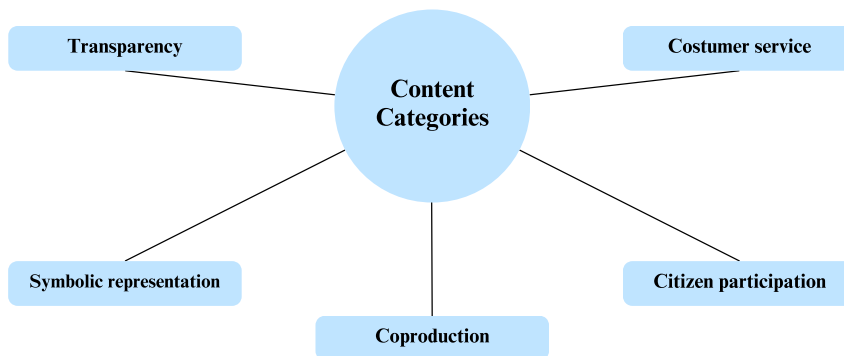 Transparency
Costumer service
Content
Categories
Symbolic representation
Citizen participation
Coproduction